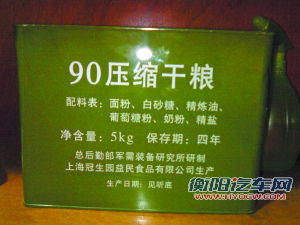 90压缩干粮
配料表：面粉、白砂糖、精炼油、
葡萄糖粉、奶粉、精盐
净含量：5kg 保存期：四年
总后勤部军需装备研究所研制
上海冠生园益民食品有限公司生产
生产日期：见听底
衡阳汽车网